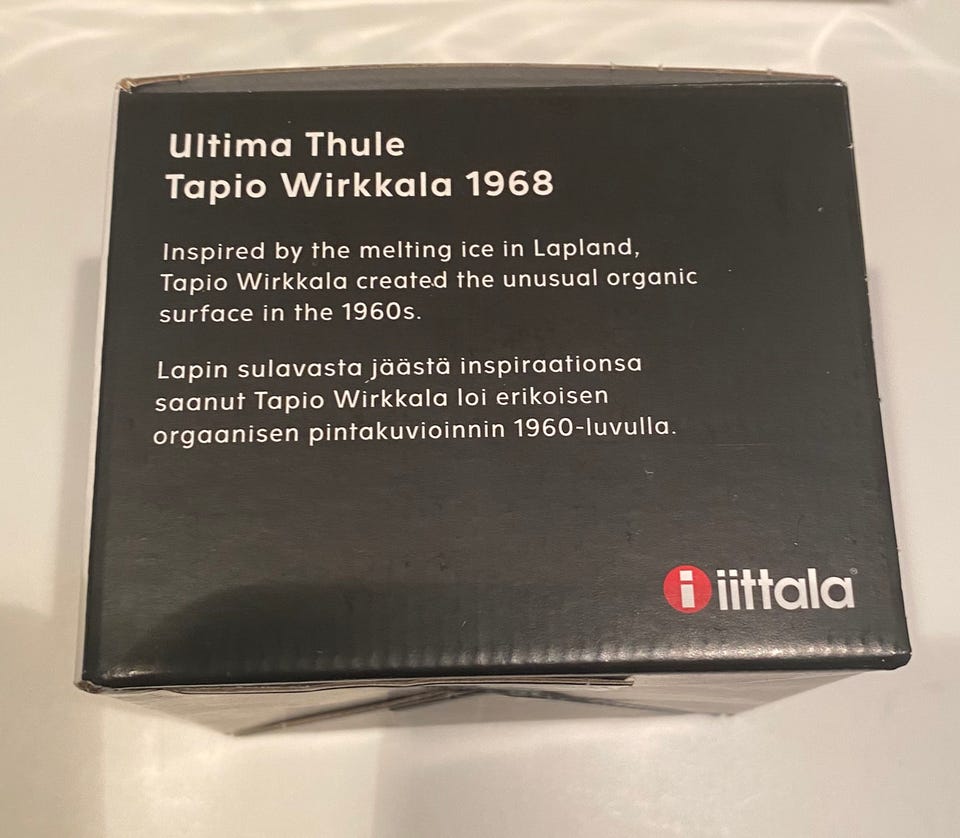 Ultima Thule
Tapio Wirkkala 1968
Inspired by the melting ice in Lapland,
Tapio Wirkkala created the unusual organic
surface in the 1960s.
Lapin sulavasta jäästä inspiraationsa
saanut Tapio Wirkkala loi erikoisen
orgaanisen pintakuvioinnin 1960-luvulla.
i iittala®